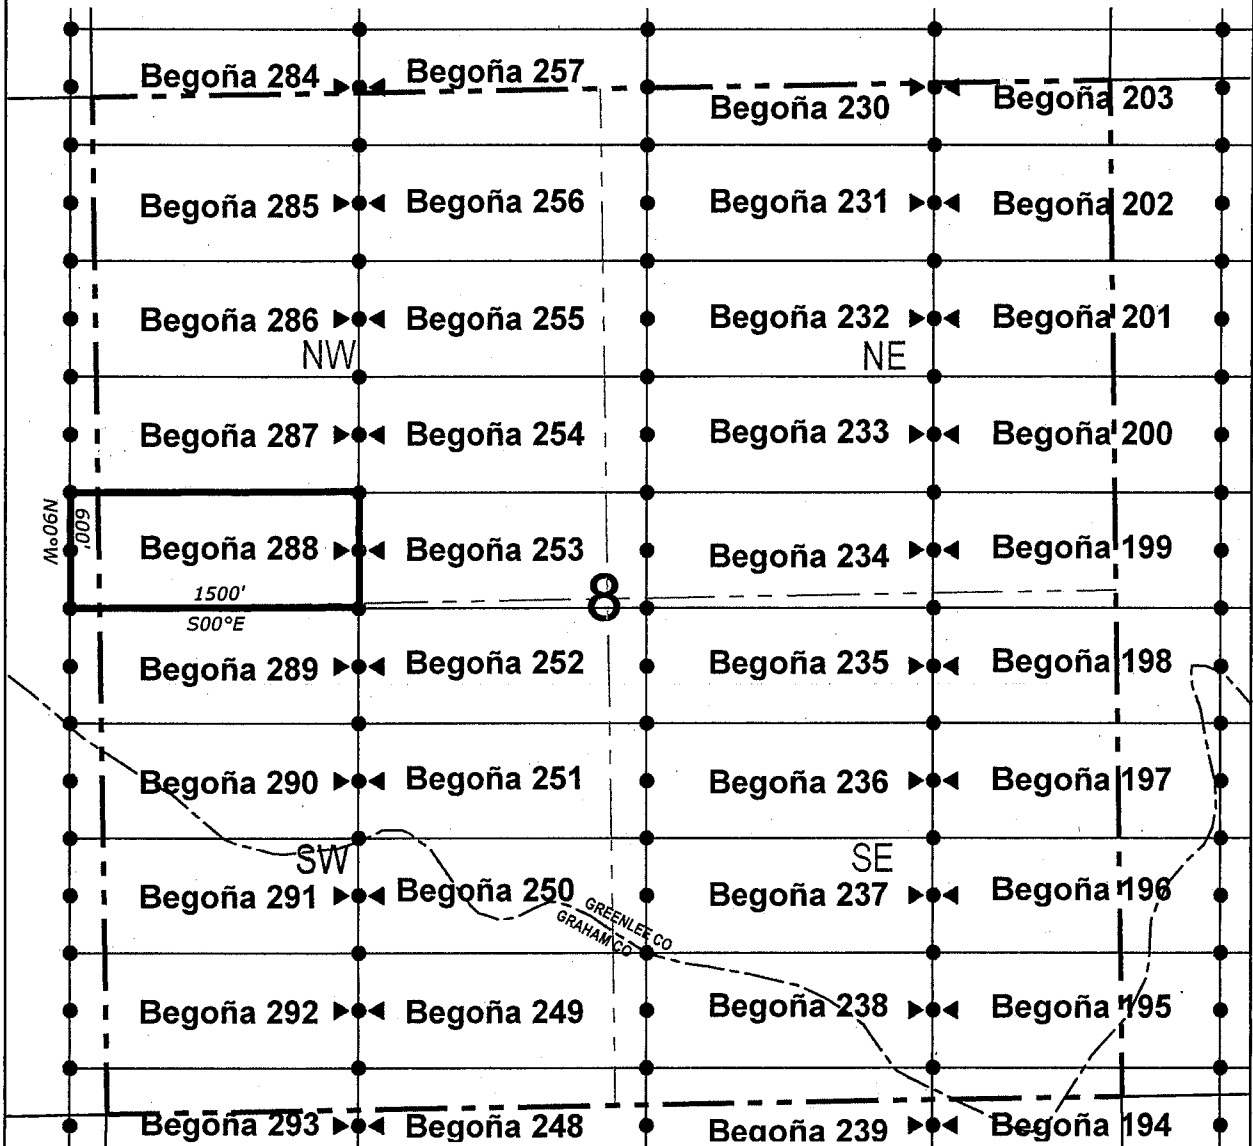 Begoña 284 Begoña 257 Begoña 230 Begoña 203
Begoña 285 Begoña 256 Begoña 231 Begoña 202
Begoña 286 Begoña 255 Begoña 232 Begoña 201
NW NE
Begoña 287 Begoña 254 Begoña 233 Begoña 200
N90°W
600'
Begoña 288 Begoña 253 Begoña 234 Begoña 199
1500'
S00°E
8
Begoña 289 Begoña 252 Begoña 235 Begoña 198
Begoña 290 Begoña 251 Begoña 236 Begoña 197
SW SE
Begoña 291 Begoña 250 Begoña 237 Begoña 196
GREENLEE CO
GRAHAM CO
Begoña 292 Begoña 249 Begoña 238 Begoña 195
Begoña 293 Begoña 248 Begoña 239 Begoña 194